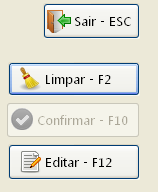 Sair - ESC
Limpar - F2
Confirmar - F10
Editar - F12